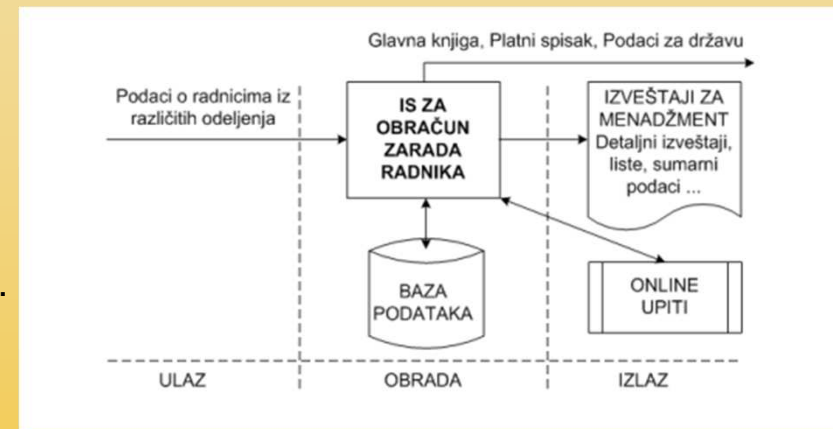 Glavna knjiga, Platni spisak, Podaci za državu
Podaci o radnicima iz
različitih odeljenja
IS ZA
OBRAČUN
ZARADA
RADNIKA
IZVEŠTAJI ZA
MENADŽMENT
Detaljni izveštaji,
liste, sumarni
podaci ...
.
BAZA
PODATAKA
ONLINE
UPITI
ULAZ
OBRADA
IZLAZ